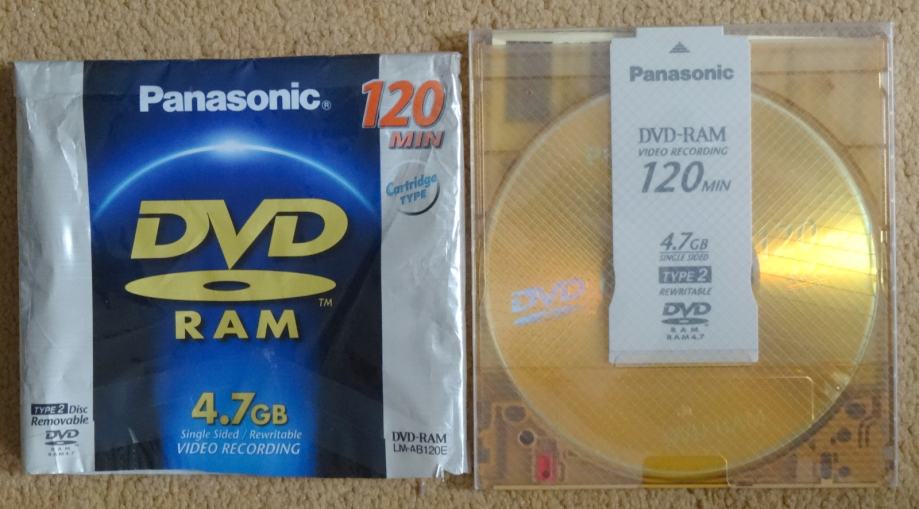 Panasonic®
120
MIN
Cartridge
TYPE
DVD
TM
RAM
4.7GB
Single Sided / Rewritable
VIDEO RECORDING
TYPE 2 Disc
Removable
DVD
RAM
RAM4.7
DVD-RAM
LM-AB120E
Panasonic
DVD-RAM
VIDEO RECORDING
120MIN
4.7GB
SINGLE SIDED
TYPE 2
REWRITABLE
DVD
RAM
RAM4.7
DVD